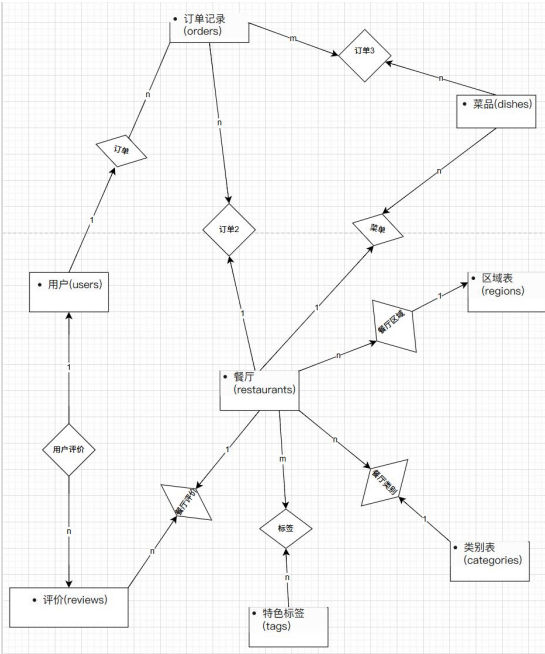 • 订单记录
(orders)
m
订单3
n
n
n
• 菜品(dishes)
订单
n
1
订单2
菜单
• 用户(users)
• 区域表
(regions)
1
1
1
餐厅区域
n
1
• 餐厅
(restaurants)
用户评价
1
m
n
餐厅评价
餐厅类别
n
n
标签
1
n
• 类别表
(categories)
• 评价(reviews)
• 特色标签
(tags)